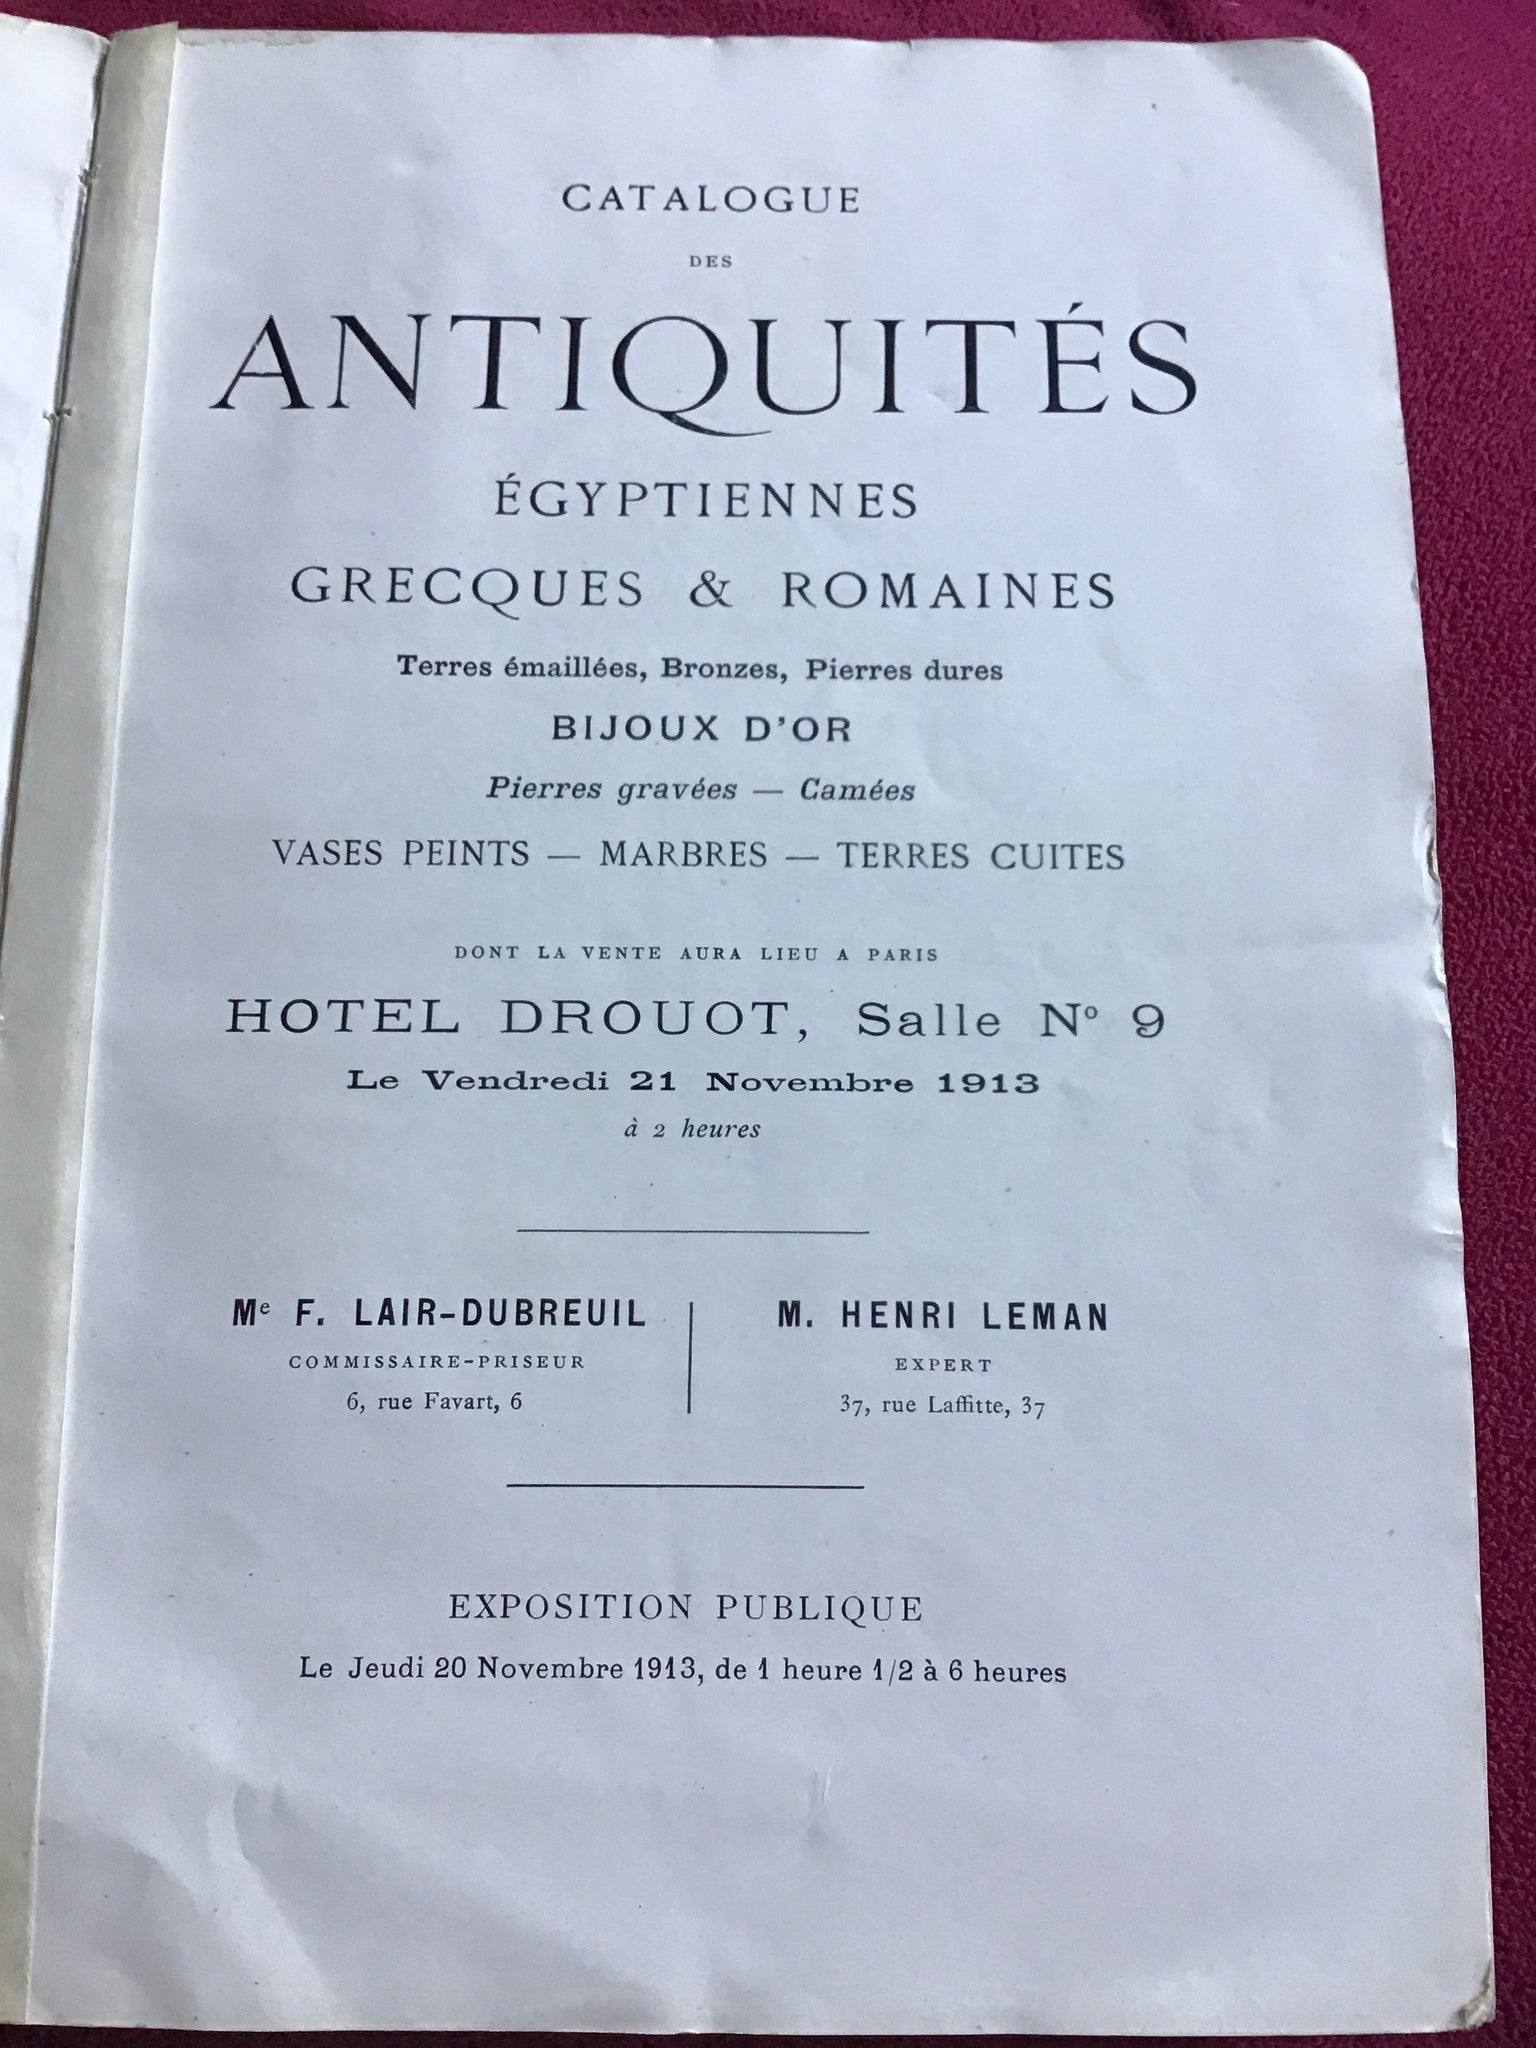 CATALOGUE
DES
ANTIQUITÉS
ÉGYPTIENNES
GRECQUES & ROMAINES
Terres émaillées, Bronzes, Pierres dures
BIJOUX D'OR
Pierres gravées — Camées
VASES PEINTS — MARBRES — TERRES CUITES
DONT LA VENTE AURA LIEU A PARIS
HOTEL DROUOT, Salle Nº 9
Le Vendredi 21 Novembre 1913
à 2 heures
Mᵉ F. LAIR-DUBREUIL
COMMISSAIRE-PRISEUR
6, rue Favart, 6
M. HENRI LEMAN
EXPERT
37, rue Laffitte, 37
EXPOSITION PUBLIQUE
Le Jeudi 20 Novembre 1913, de 1 heure 1/2 à 6 heures